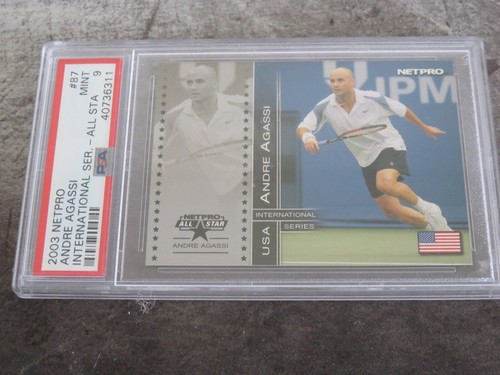 2003 NETPRO #87
ANDRE AGASSI MINT
INTERNATIONAL SER. - ALL STA 9
PSA 40736311
NETPRO
ALL STAR
ANDRE AGASSI
ANDRE AGASSI
INTERNATIONAL
USA SERIES
NETPRO
JPM